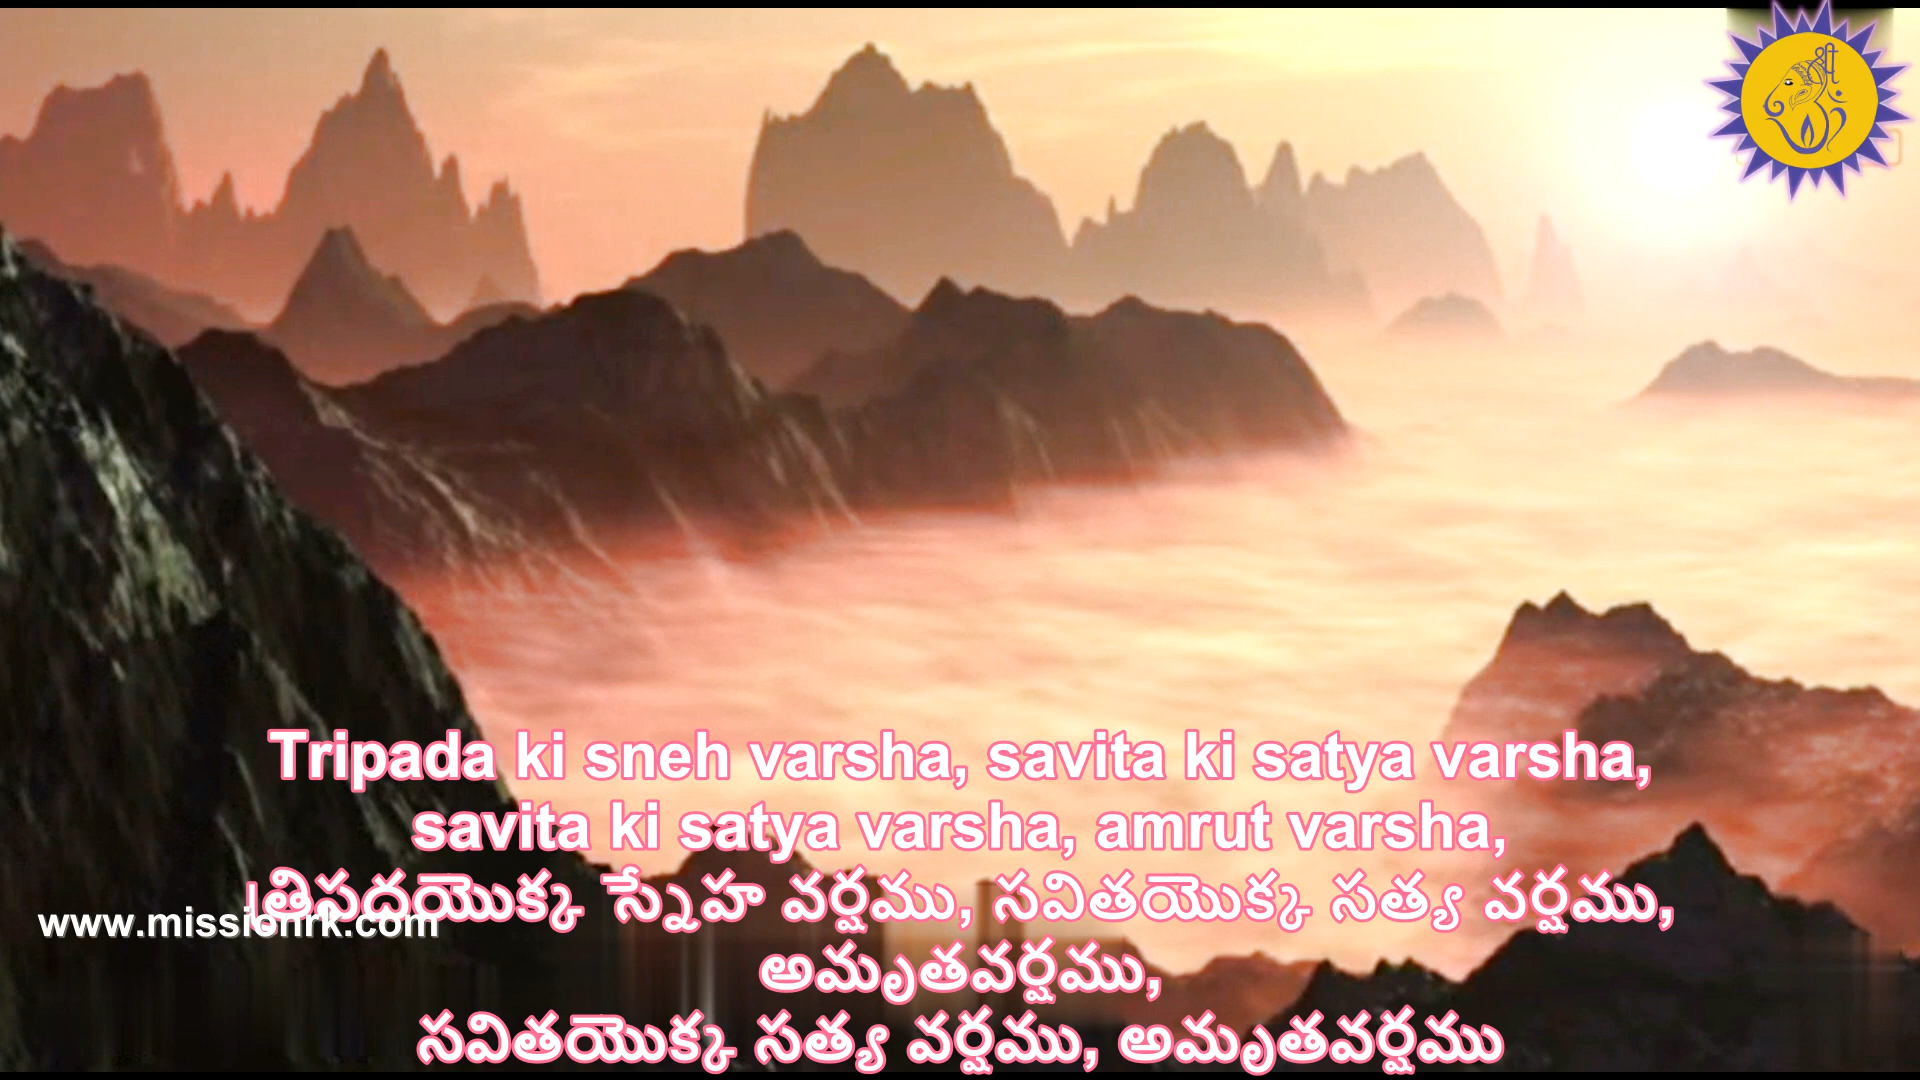 Tripada ki sneh varsha, savita ki satya varsha,
savita ki satya varsha, amrut varsha,
త్రిపదయొక్క స్నేహ వర్షము, సవితయొక్క సత్య వర్షము,
www.missionrk.com
అమృతవర్షము,
సవితయొక్క సత్య వర్షము, అమృతవర్షము